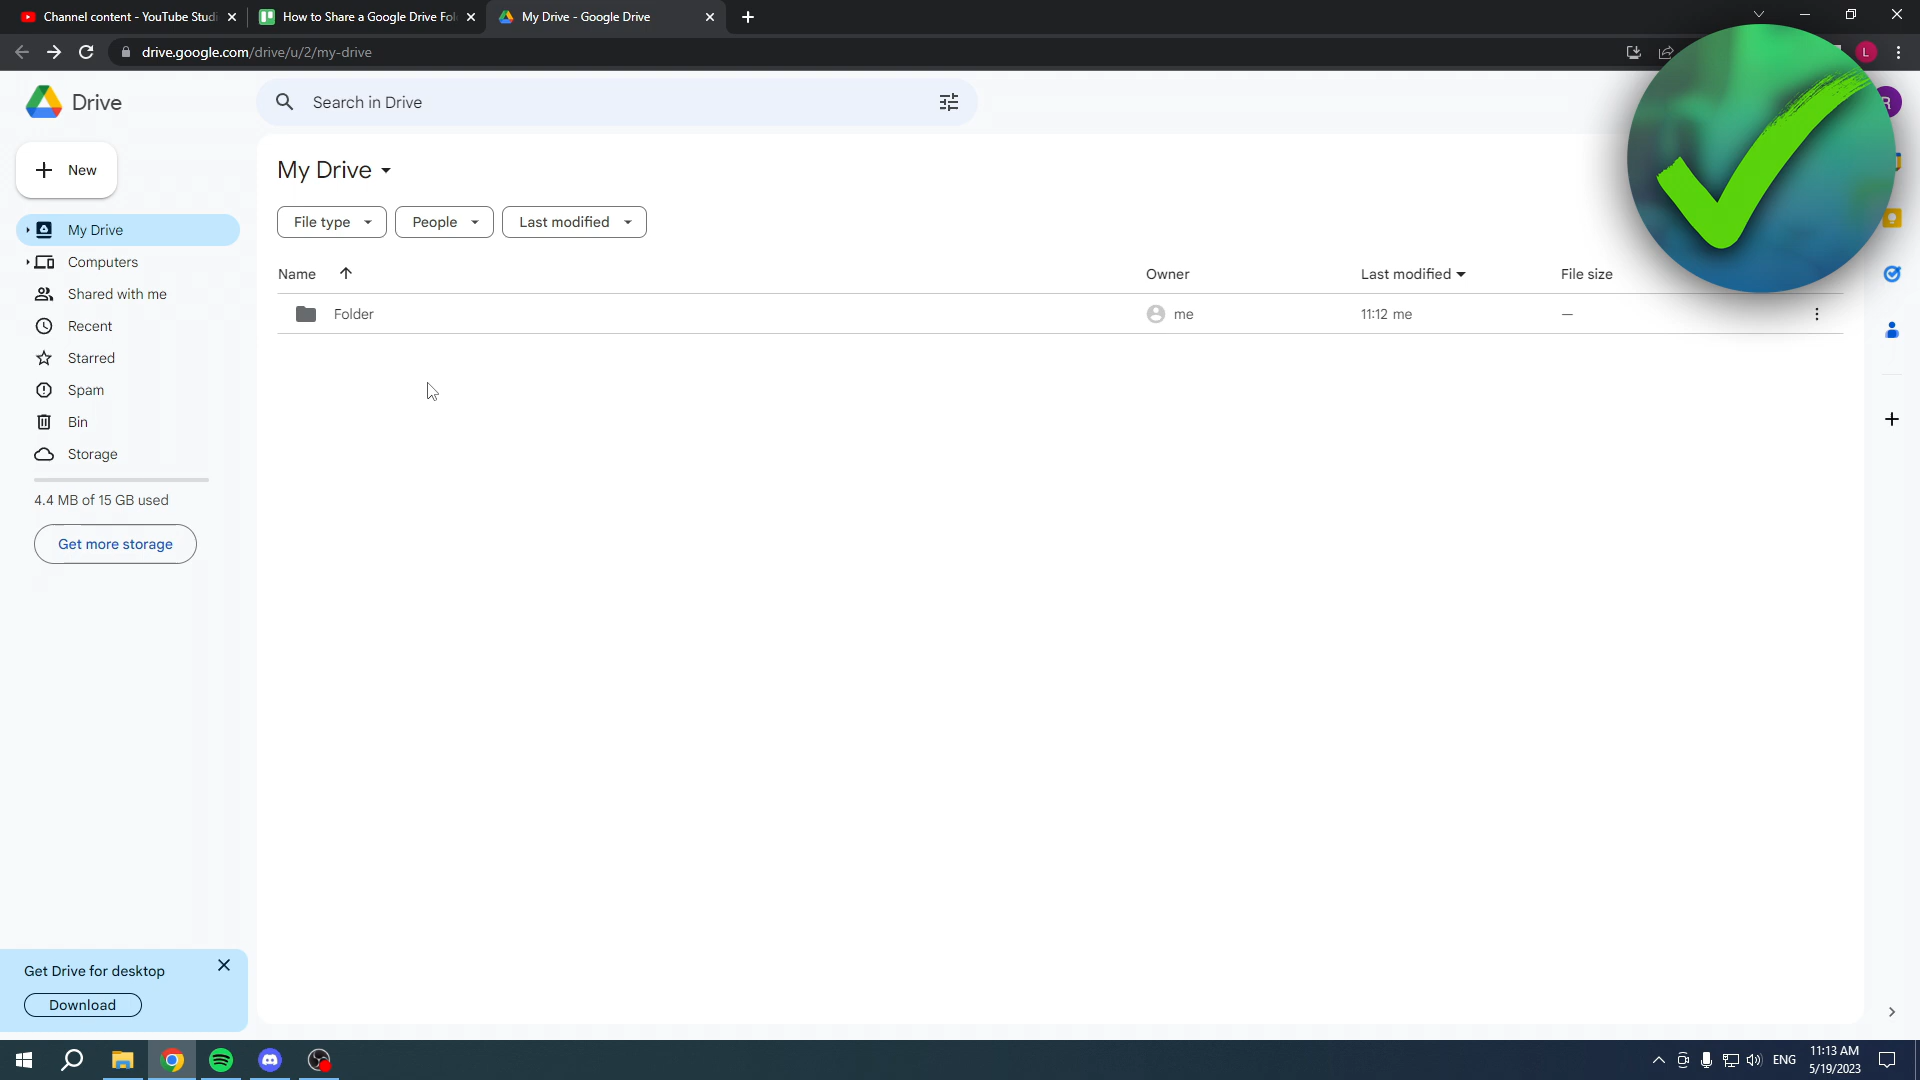 Channel content - YouTube Studi
How to Share a Google Drive Fol
My Drive - Google Drive
drive.google.com/drive/u/2/my-drive
L
Drive
Search in Drive
R
New
My Drive
Computers
Shared with me
Recent
Starred
Spam
Bin
Storage
4.4 MB of 15 GB used
Get more storage
My Drive
File type
People
Last modified
Name
Owner
Last modified
File size
Folder
me
11:12 me
—
Get Drive for desktop
Download
ENG
11:13 AM
5/19/2023